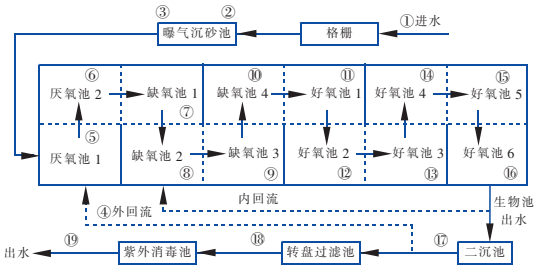 ③ ② ①进水
曝气沉砂池 格栅
⑥ ⑩ ⑪ ⑭ ⑮
厌氧池 2 缺氧池 1 缺氧池 4 好氧池 1 好氧池 4 好氧池 5
⑦
⑤
厌氧池 1 缺氧池 2 缺氧池 3 好氧池 2 好氧池 3 好氧池 6
⑧ ⑨ ⑫ ⑬ ⑯
④外回流 内回流 生物池
出水
⑲ ⑱ ⑰
出水 紫外消毒池 转盘过滤池 二沉池